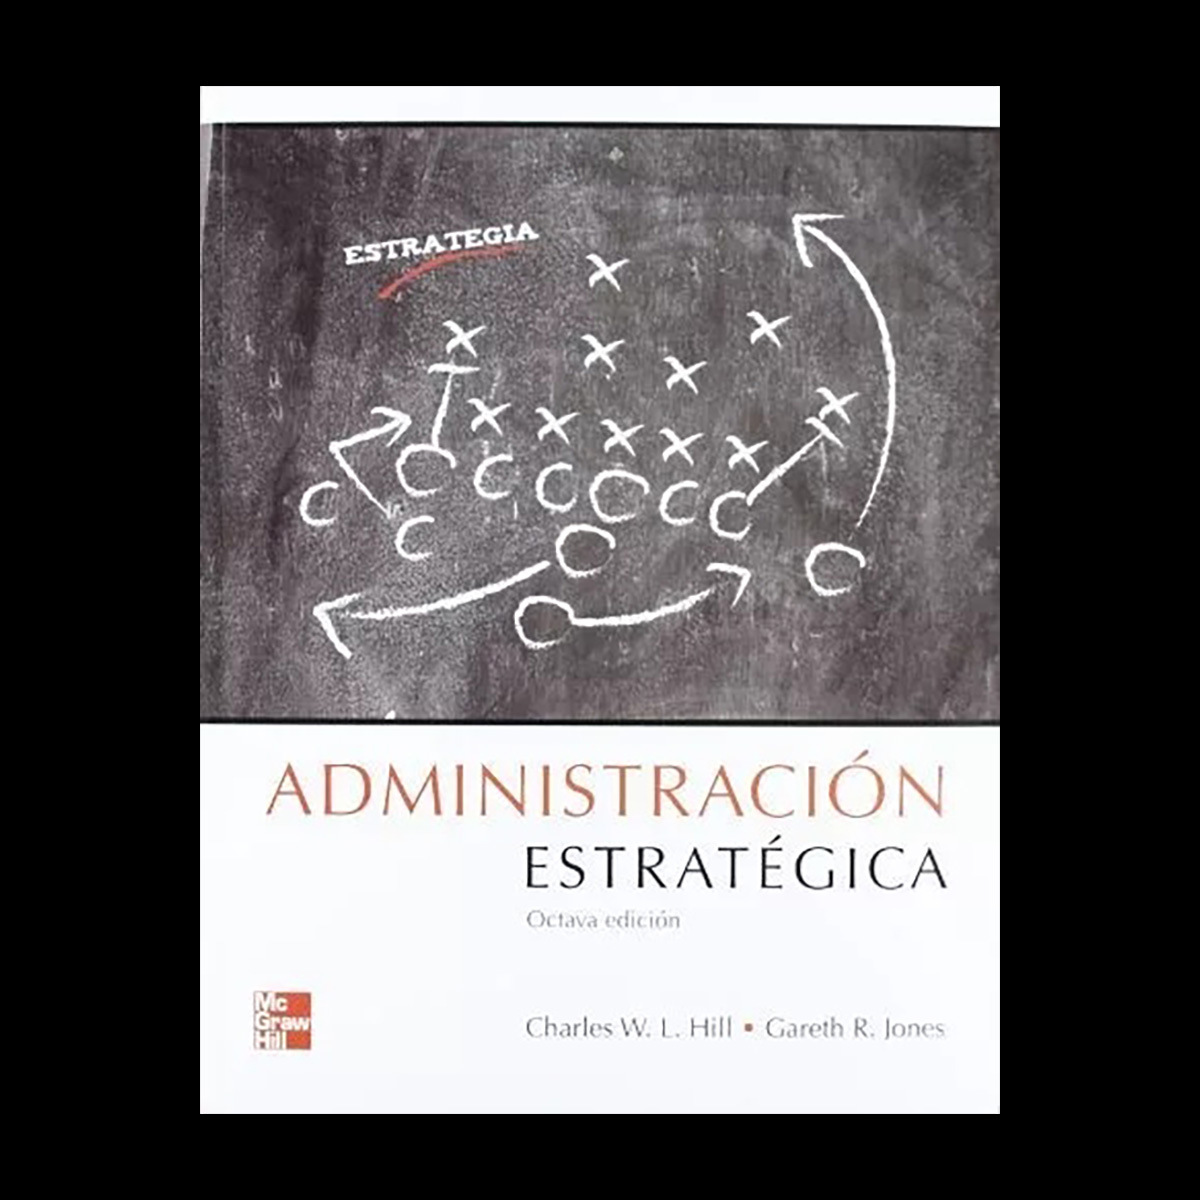 ESTRATEGIA
ADMINISTRACIÓN
ESTRATÉGICA
Octava edición
Mc
Graw
Hill
Charles W. L. Hill ▪ Gareth R. Jones